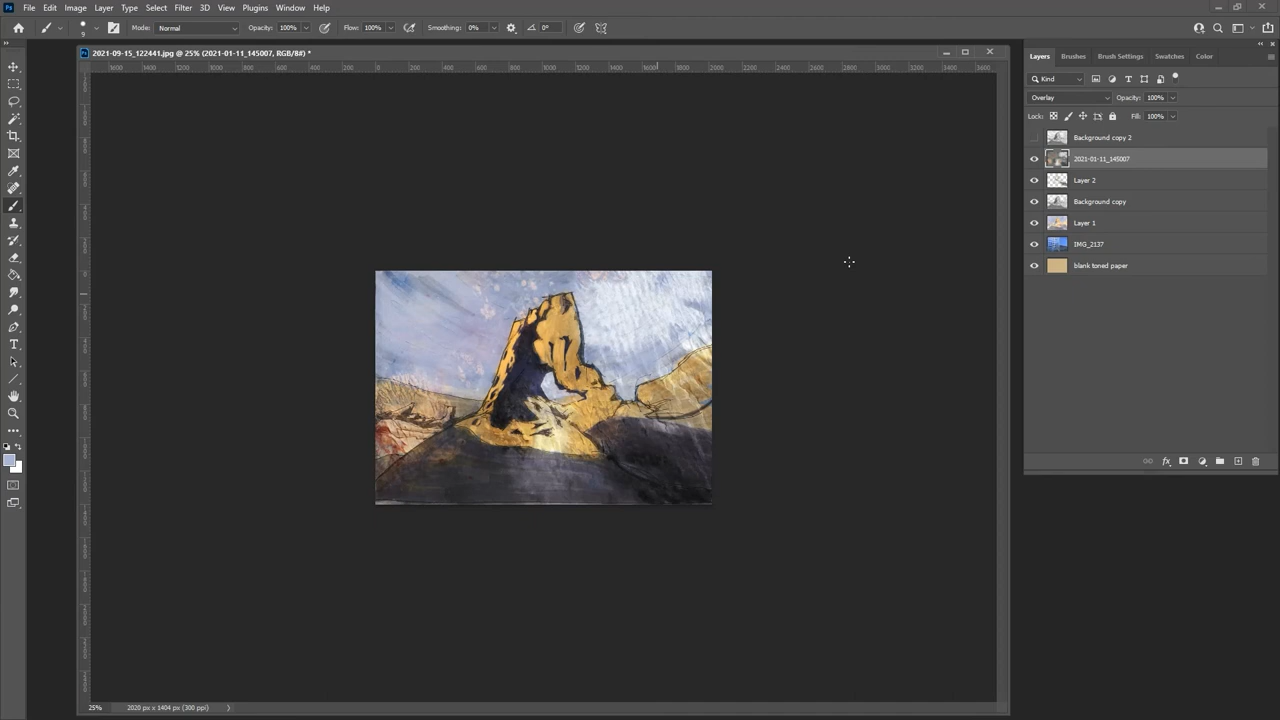 Ps File Edit Image Layer Type Select Filter 3D View Plugins Window Help
9 Mode: Normal Opacity: 100% Flow: 100% Smoothing: 0% 0°
2021-09-15_122441.jpg @ 25% (2021-01-11_145007, RGB/8#) *
Layers Brushes Brush Settings Swatches Color
Kind
Overlay Opacity: 100%
Lock: Fill: 100%
Background copy 2
2021-01-11_145007
Layer 2
Background copy
Layer 1
IMG_2137
blank toned paper
25% 2020 px x 1404 px (300 ppi)